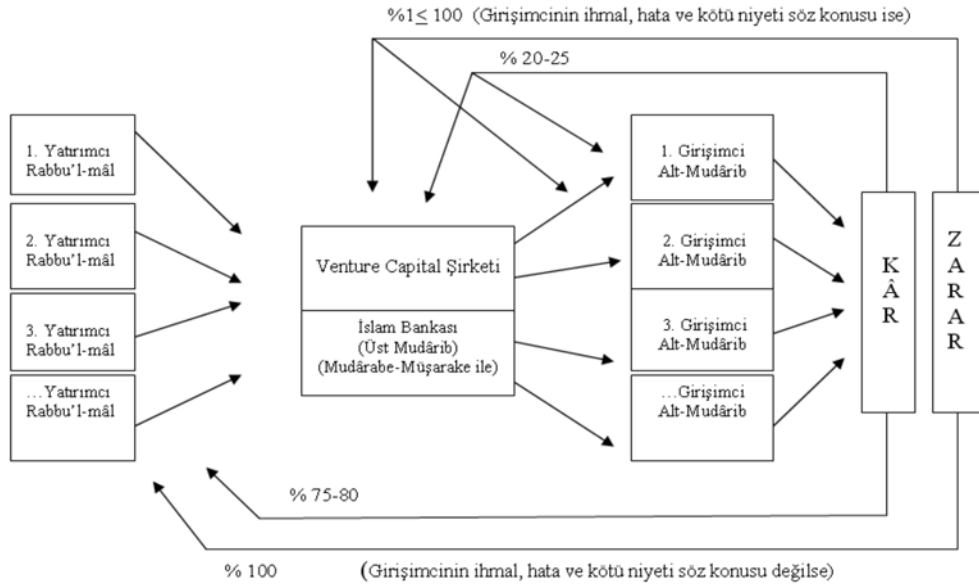 %1≤ 100 (Girişimcinin ihmal, hata ve kötü niyeti söz konusu ise)
% 20-25
1. Yatırımcı
Rabbu'l-mâl
2. Yatırımcı
Rabbu'l-mâl
3. Yatırımcı
Rabbu'l-mâl
…Yatırımcı
Rabbu'l-mâl
Venture Capital Şirketi
İslam Bankası
(Üst Mudârib)
(Mudârabe-Müşarake ile)
1. Girişimci
Alt-Mudârib
2. Girişimci
Alt-Mudârib
3. Girişimci
Alt-Mudârib
…Girişimci
Alt-Mudârib
KÂR
ZARAR
% 75-80
% 100 (Girişimcinin ihmal, hata ve kötü niyeti söz konusu değilse)